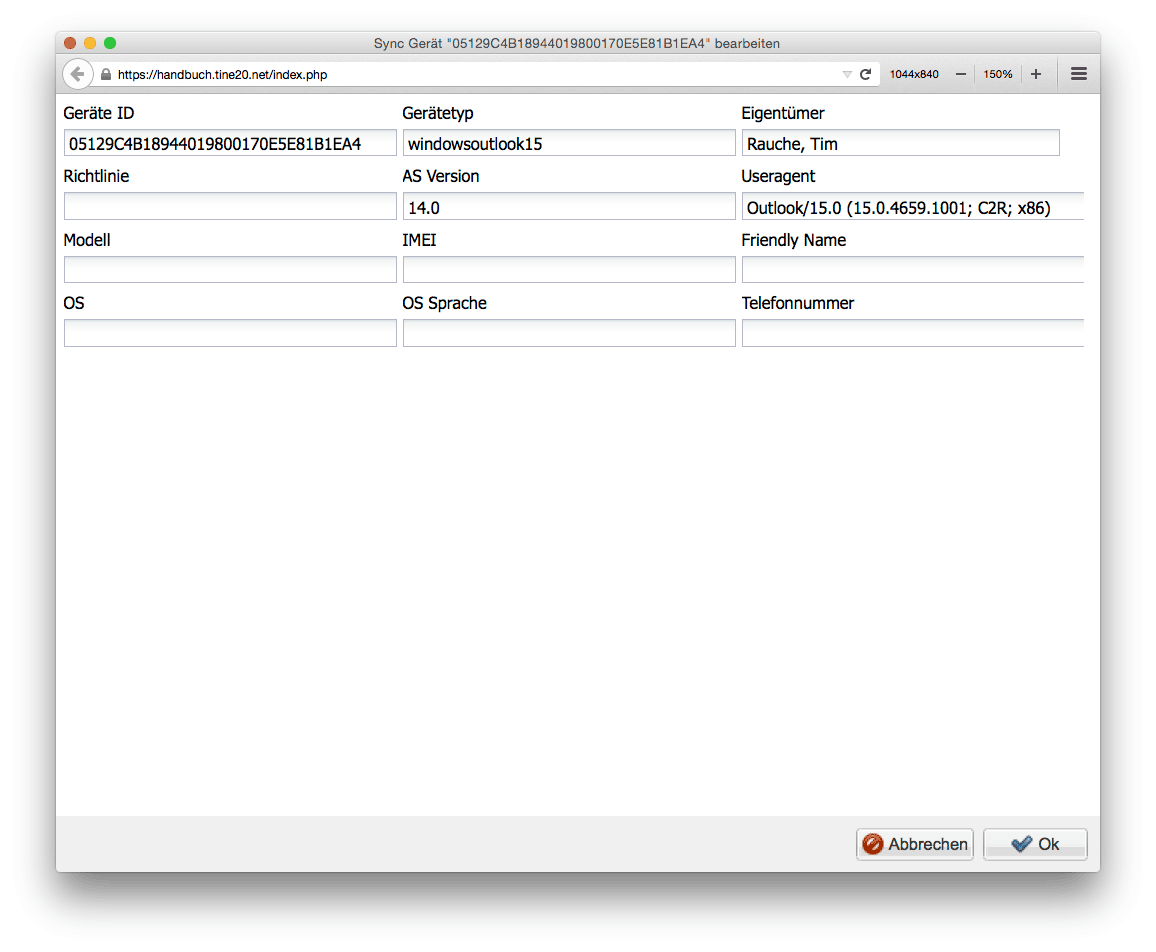 Sync Gerät "05129C4B18944019800170E5E81B1EA4" bearbeiten
https://handbuch.tine20.net/index.php 1044x840 150%
Geräte ID Gerätetyp Eigentümer
05129C4B18944019800170E5E81B1EA4 windowsoutlook15 Rauche, Tim
Richtlinie AS Version Useragent
14.0 Outlook/15.0 (15.0.4659.1001; C2R; x86)
Modell IMEI Friendly Name
OS OS Sprache Telefonnummer
Abbrechen Ok